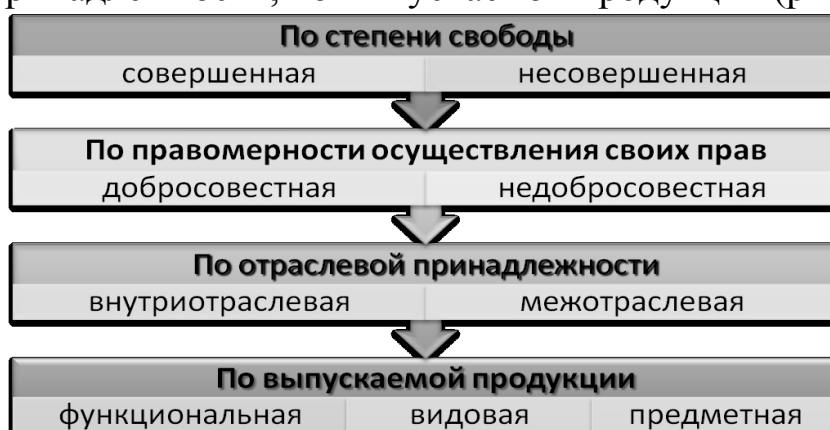 По степени свободы
совершенная несовершенная
По правомерности осуществления своих прав
добросовестная недобросовестная
По отраслевой принадлежности
внутриотраслевая межотраслевая
По выпускаемой продукции
функциональная видовая предметная